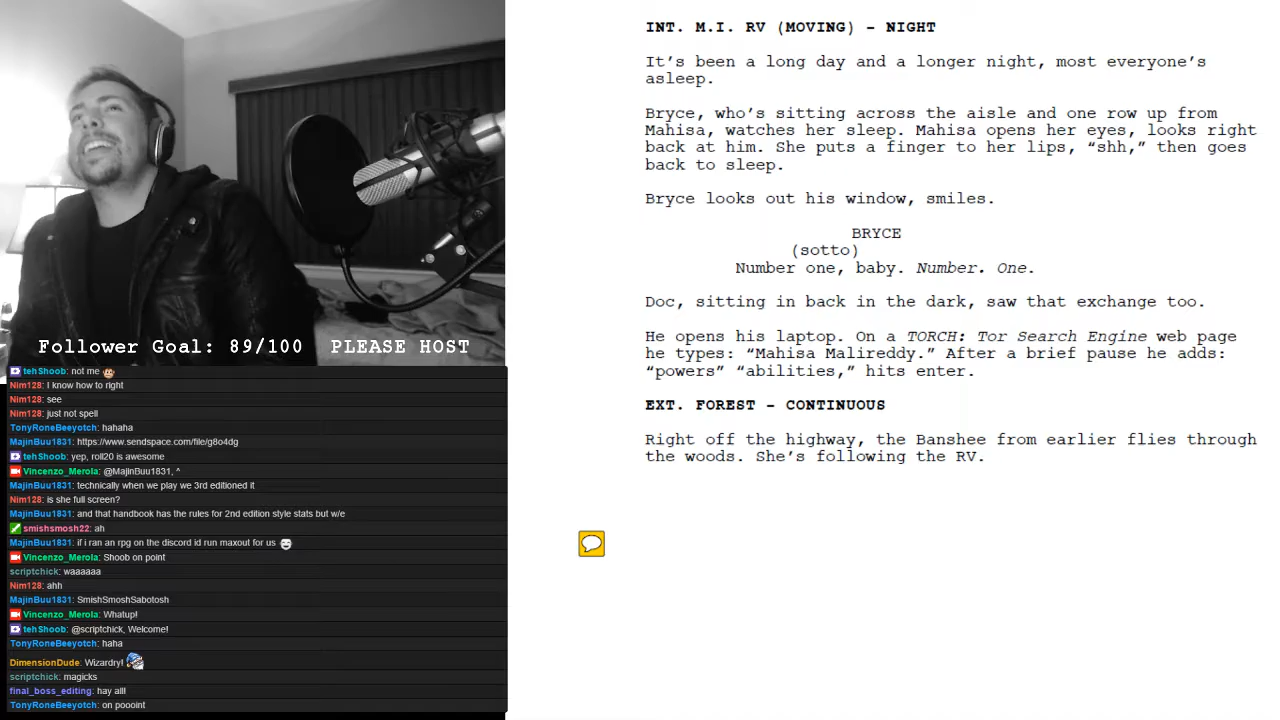 Follower Goal: 89/100 PLEASE HOST
tehShoob: not me
Nim128: I know how to right
Nim128: see
Nim128: just not spell
TonyRoneBeeyotch: hahaha
MajinBuu1831: https://www.sendspace.com/file/g8o4dg
tehShoob: yep, roll20 is awesome
Vincenzo_Merola: @MajinBuu1831, ^
MajinBuu1831: technically when we play we 3rd editioned it
Nim128: is she full screen?
MajinBuu1831: and that handbook has the rules for 2nd edition style stats but w/e
smishsmosh22: ah
MajinBuu1831: if i ran an rpg on the discord id run maxout for us
Vincenzo_Merola: Shoob on point
scriptchick: waaaaaa
Nim128: ahh
MajinBuu1831: SmishSmoshSabotosh
Vincenzo_Merola: Whatup!
tehShoob: @scriptchick, Welcome!
TonyRoneBeeyotch: haha
DimensionDude: Wizardry!
scriptchick: magicks
final_boss_editing: hay alll!
TonyRoneBeeyotch: on poooint
INT. M.I. RV (MOVING) - NIGHT
It's been a long day and a longer night, most everyone's
asleep.
Bryce, who's sitting across the aisle and one row up from
Mahisa, watches her sleep. Mahisa opens her eyes, looks right
back at him. She puts a finger to her lips, “shh,” then goes
back to sleep.
Bryce looks out his window, smiles.
BRYCE
(sotto)
Number one, baby. Number. One.
Doc, sitting in back in the dark, saw that exchange too.
He opens his laptop. On a TORCH: Tor Search Engine web page
he types: “Mahisa Malireddy.” After a brief pause he adds:
“powers” “abilities,” hits enter.
EXT. FOREST - CONTINUOUS
Right off the highway, the Banshee from earlier flies through
the woods. She's following the RV.